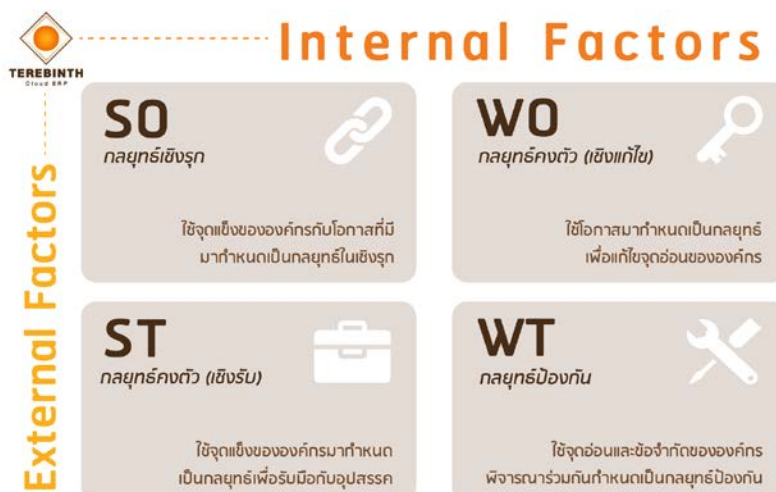 Internal Factors
TEREBINTH
Cloud ERP
External Factors
SO
กลยุทธ์เชิงรุก
ใช้จุดแข็งขององค์กรกับโอกาสที่มี
มากำหนดเป็นกลยุทธ์ในเชิงรุก
WO
กลยุทธ์คงตัว (เชิงแก้ไข)
ใช้โอกาสมากำหนดเป็นกลยุทธ์
เพื่อแก้ไขจุดอ่อนขององค์กร
ST
กลยุทธ์คงตัว (เชิงรับ)
ใช้จุดแข็งขององค์กรมากำหนด
เป็นกลยุทธ์เพื่อรับมือกับอุปสรรค
WT
กลยุทธ์ป้องกัน
ใช้จุดอ่อนและข้อจำกัดขององค์กร
พิจารณาร่วมกันกำหนดเป็นกลยุทธ์ป้องกัน